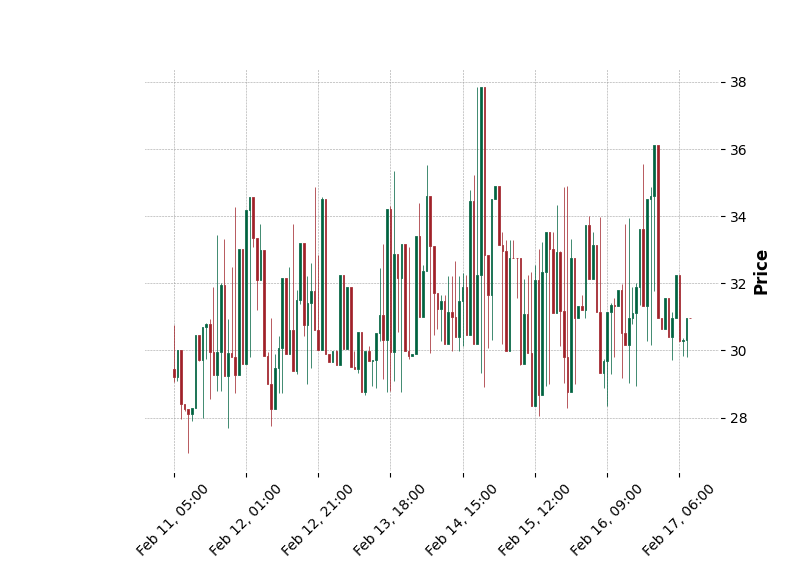 38
36
34
32
30
28
Price
Feb 11, 05:00
Feb 12, 01:00
Feb 12, 21:00
Feb 13, 18:00
Feb 14, 15:00
Feb 15, 12:00
Feb 16, 09:00
Feb 17, 06:00